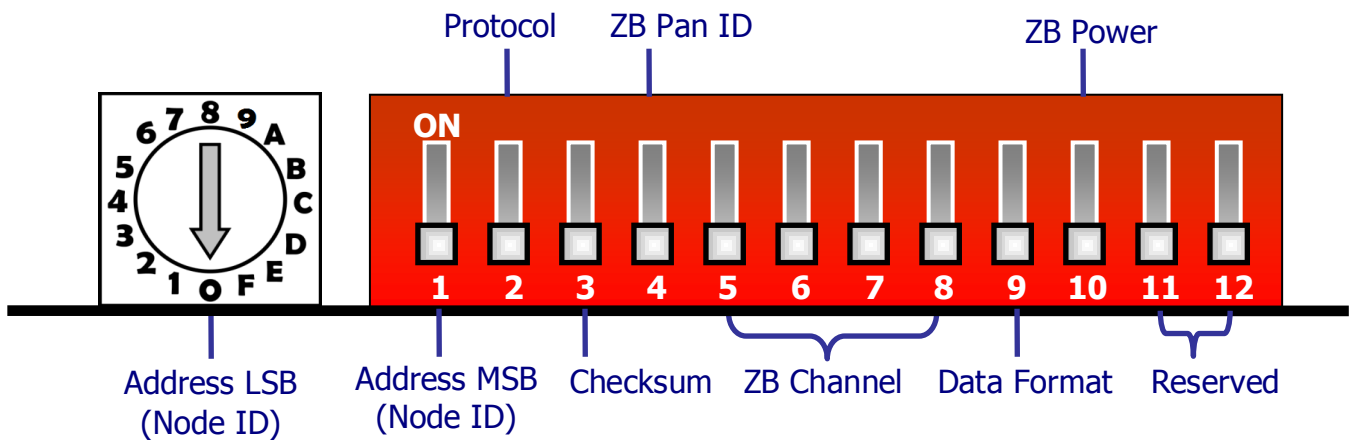 Protocol
ZB Pan ID
ZB Power
8
7
9
6
A
5
B
4
C
3
D
2
E
1
0
F
ON
1 2 3 4 5 6 7 8 9 10 11 12
Address LSB
(Node ID)
Address MSB
(Node ID)
Checksum
ZB Channel
Data Format
Reserved